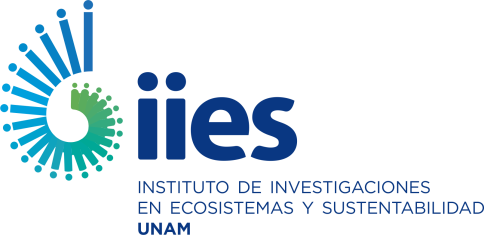 iies
INSTITUTO DE INVESTIGACIONES
EN ECOSISTEMAS Y SUSTENTABILIDAD
UNAM